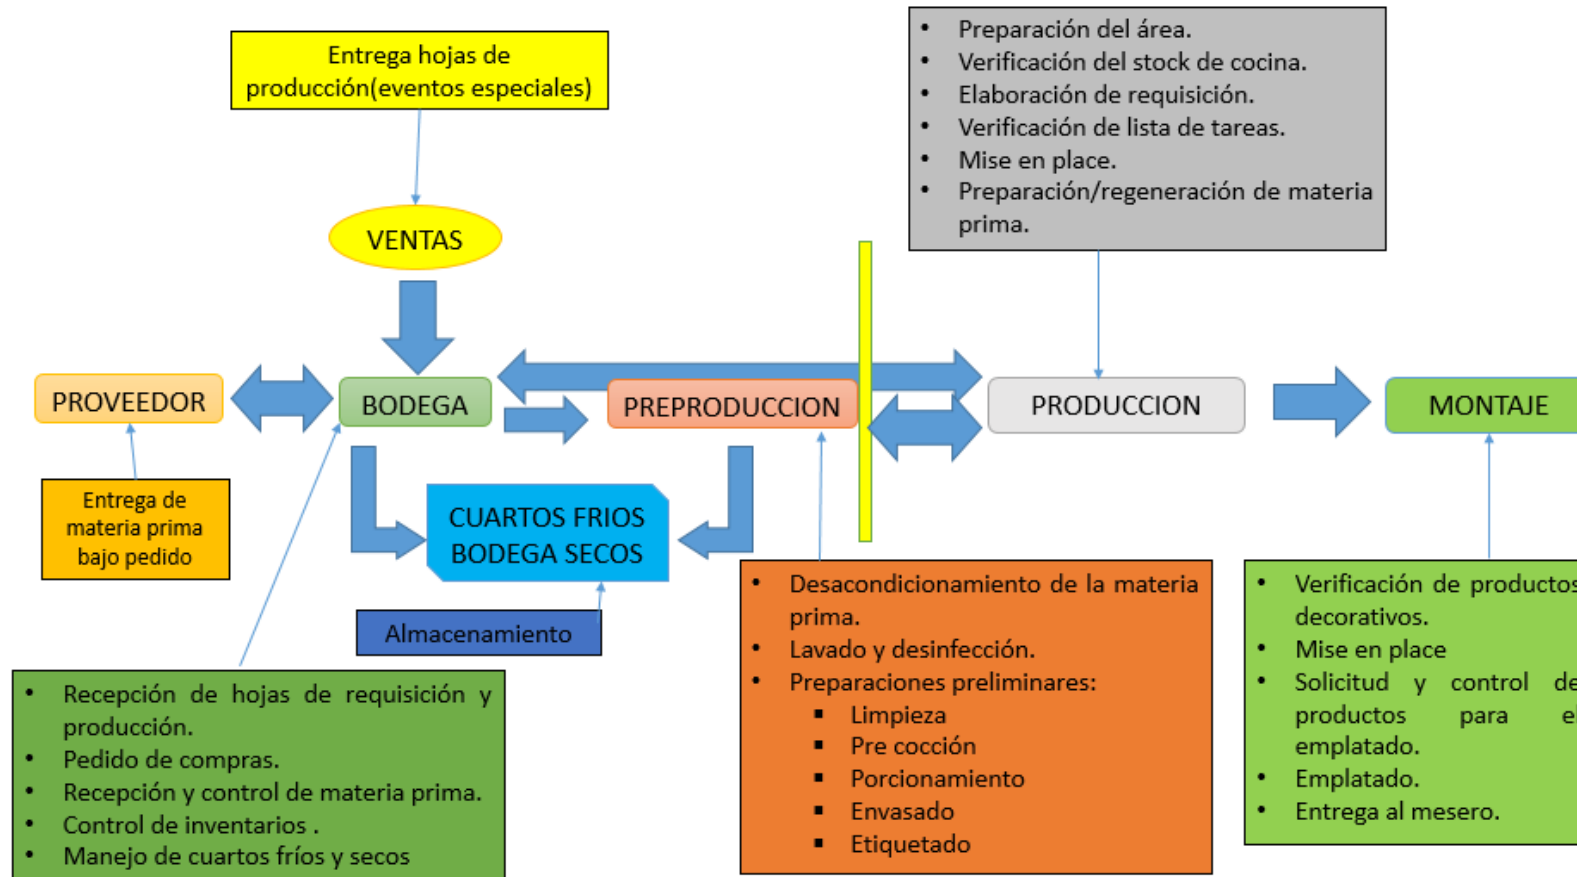 Entrega hojas de
producción(eventos especiales)
• Preparación del área.
• Verificación del stock de cocina.
• Elaboración de requisición.
• Verificación de lista de tareas.
• Mise en place.
• Preparación/regeneración de materia
prima.
VENTAS
PROVEEDOR
BODEGA
PREPRODUCCION
PRODUCCION
MONTAJE
Entrega de
materia prima
bajo pedido
CUARTOS FRIOS
BODEGA SECOS
Almacenamiento
• Recepción de hojas de requisición y
producción.
• Pedido de compras.
• Recepción y control de materia prima.
• Control de inventarios .
• Manejo de cuartos fríos y secos
• Desacondicionamiento de la materia
prima.
• Lavado y desinfección.
• Preparaciones preliminares:
▪ Limpieza
▪ Pre cocción
▪ Porcionamiento
▪ Envasado
▪ Etiquetado
• Verificación de productos
decorativos.
• Mise en place
• Solicitud y control de
productos para el
emplatado.
• Emplatado.
• Entrega al mesero.